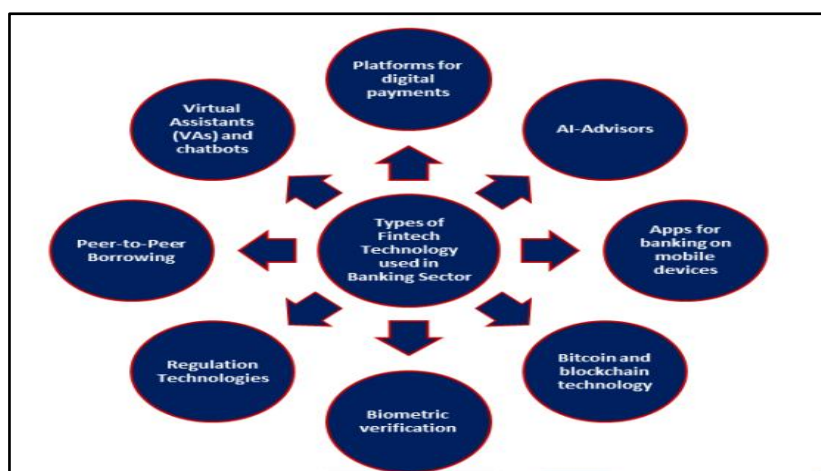 Platforms for
digital
payments
Virtual
Assistants
(VAs) and
chatbots
AI-Advisors
Types of
Fintech
Technology
used in
Banking Sector
Peer-to-Peer
Borrowing
Apps for
banking on
mobile
devices
Regulation
Technologies
Bitcoin and
blockchain
technology
Biometric
verification